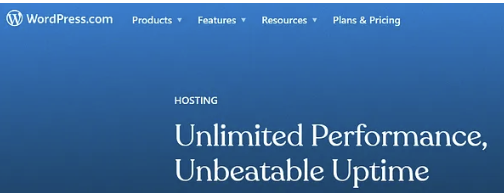 WordPress.com Products Features Resources Plans & Pricing
HOSTING
Unlimited Performance,
Unbeatable Uptime